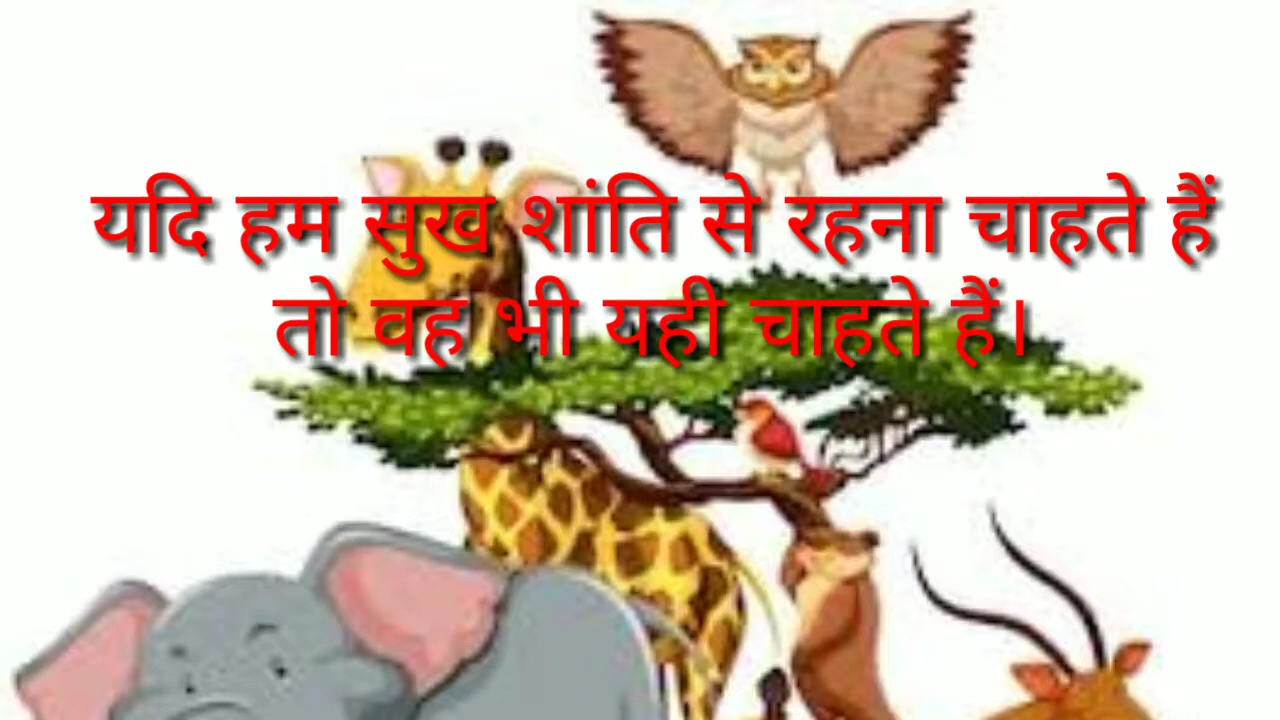 यदि हम सुख शांति से रहना चाहते हैं
तो वह भी यही चाहते हैं।